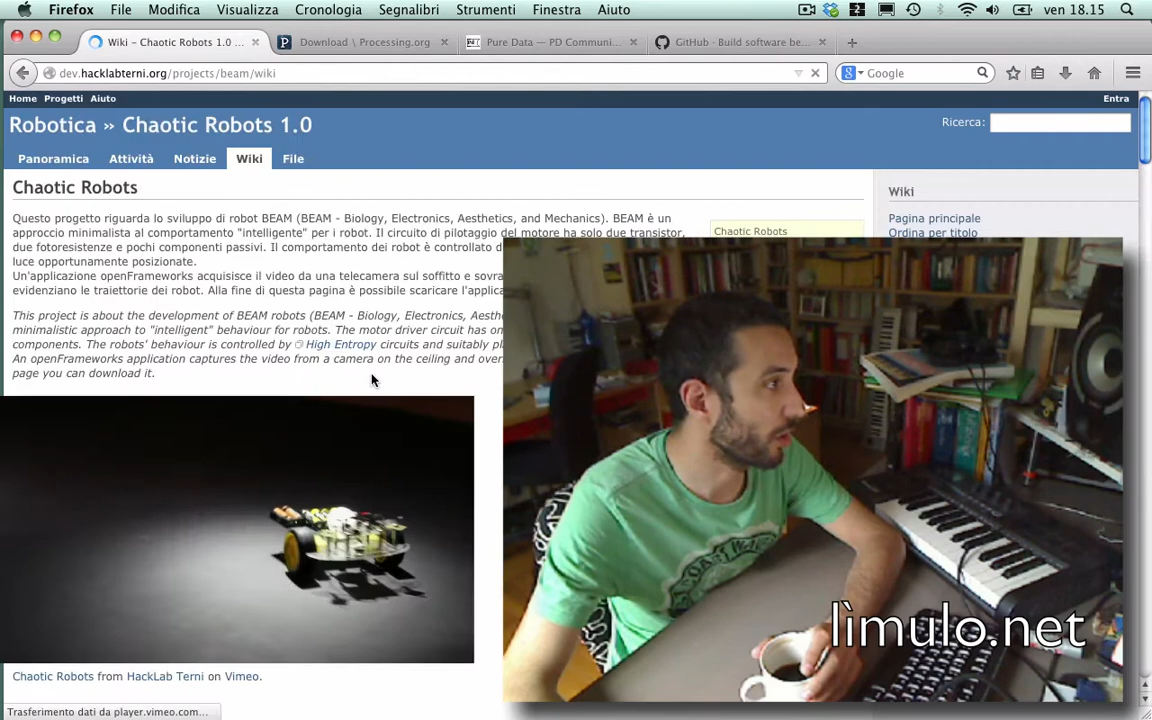 Firefox File Modifica Visualizza Cronologia Segnalibri Strumenti Finestra Aiuto ven 18.15
Wiki – Chaotic Robots 1.0 ... Download \ Processing.org Pure Data — PD Communi... GitHub · Build software be...
dev.hacklabterni.org/projects/beam/wiki Google
Home Progetti Aiuto Entra
Robotica » Chaotic Robots 1.0 Ricerca:
Panoramica Attività Notizie Wiki File
Chaotic Robots
Questo progetto riguarda lo sviluppo di robot BEAM (BEAM - Biology, Electronics, Aesthetics, and Mechanics). BEAM è un
approccio minimalista al comportamento "intelligente" per i robot. Il circuito di pilotaggio del motore ha solo due transistor,
due fotoresistenze e pochi componenti passivi. Il comportamento dei robot è controllato d
luce opportunamente posizionate.
Un'applicazione openFrameworks acquisisce il video da una telecamera sul soffitto e sovra
evidenziano le traiettorie dei robot. Alla fine di questa pagina è possibile scaricare l'applica
This project is about the development of BEAM robots (BEAM - Biology, Electronics, Aesthe
minimalistic approach to "intelligent" behaviour for robots. The motor driver circuit has on
components. The robots' behaviour is controlled by High Entropy circuits and suitably pl
An openFrameworks application captures the video from a camera on the ceiling and over
page you can download it.
Chaotic Robots
Wiki
Pagina principale
Ordina per titolo
lìmulo.net
Chaotic Robots from HackLab Terni on Vimeo.
Trasferimento dati da player.vimeo.com...